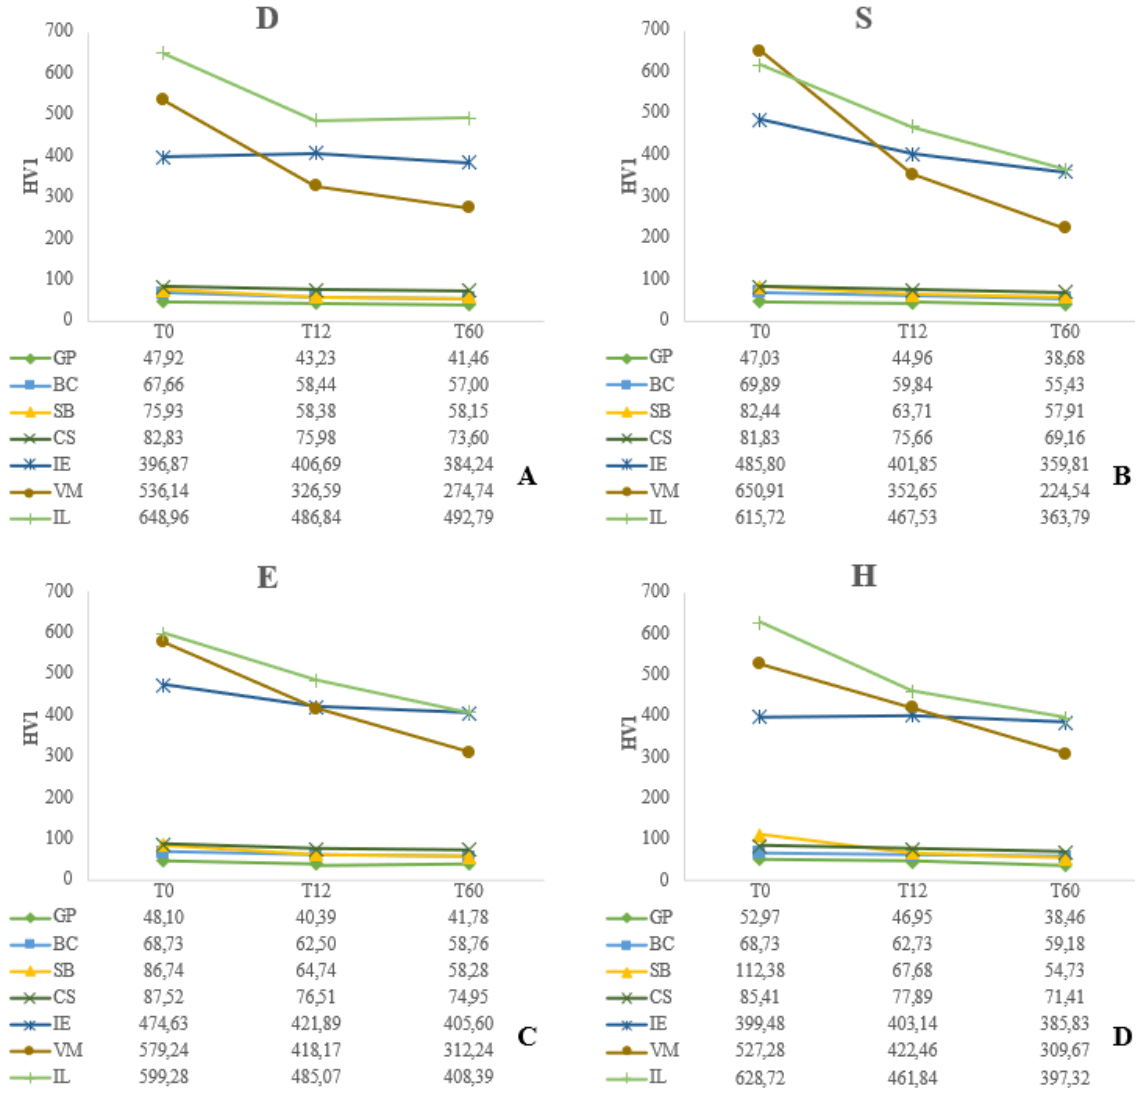 D
700
600
500
400
300
200
100
0
HV1
T0 T12 T60
GP 47,92 43,23 41,46
BC 67,66 58,44 57,00
SB 75,93 58,38 58,15
CS 82,83 75,98 73,60
IE 396,87 406,69 384,24
VM 536,14 326,59 274,74
IL 648,96 486,84 492,79
A
S
700
600
500
400
300
200
100
0
HV1
T0 T12 T60
GP 47,03 44,96 38,68
BC 69,89 59,84 55,43
SB 82,44 63,71 57,91
CS 81,83 75,66 69,16
IE 485,80 401,85 359,81
VM 650,91 352,65 224,54
IL 615,72 467,53 363,79
B
E
700
600
500
400
300
200
100
0
HV1
T0 T12 T60
GP 48,10 40,39 41,78
BC 68,73 62,50 58,76
SB 86,74 64,74 58,28
CS 87,52 76,51 74,95
IE 474,63 421,89 405,60
VM 579,24 418,17 312,24
IL 599,28 485,07 408,39
C
H
700
600
500
400
300
200
100
0
HV1
T0 T12 T60
GP 52,97 46,95 38,46
BC 68,73 62,73 59,18
SB 112,38 67,68 54,73
CS 85,41 77,89 71,41
IE 399,48 403,14 385,83
VM 527,28 422,46 309,67
IL 628,72 461,84 397,32
D